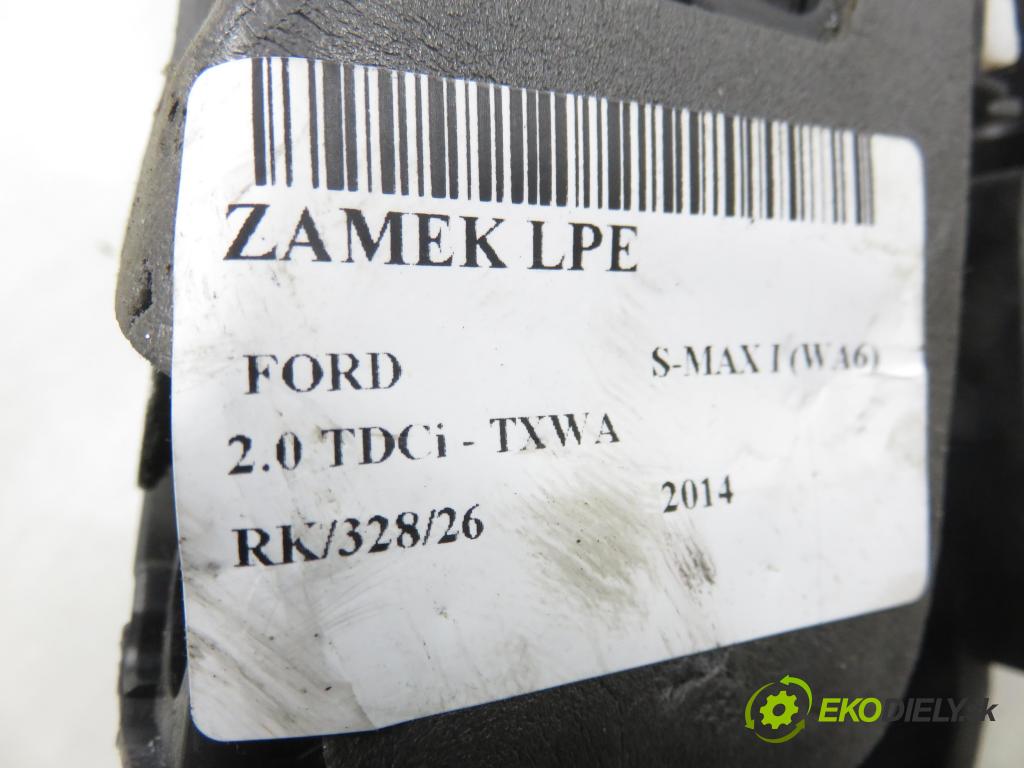 ZAMEK LPE
FORD S-MAX I (WA6)
2.0 TDCi - TXWA
RK/328/26 2014
EKODIELY.sk